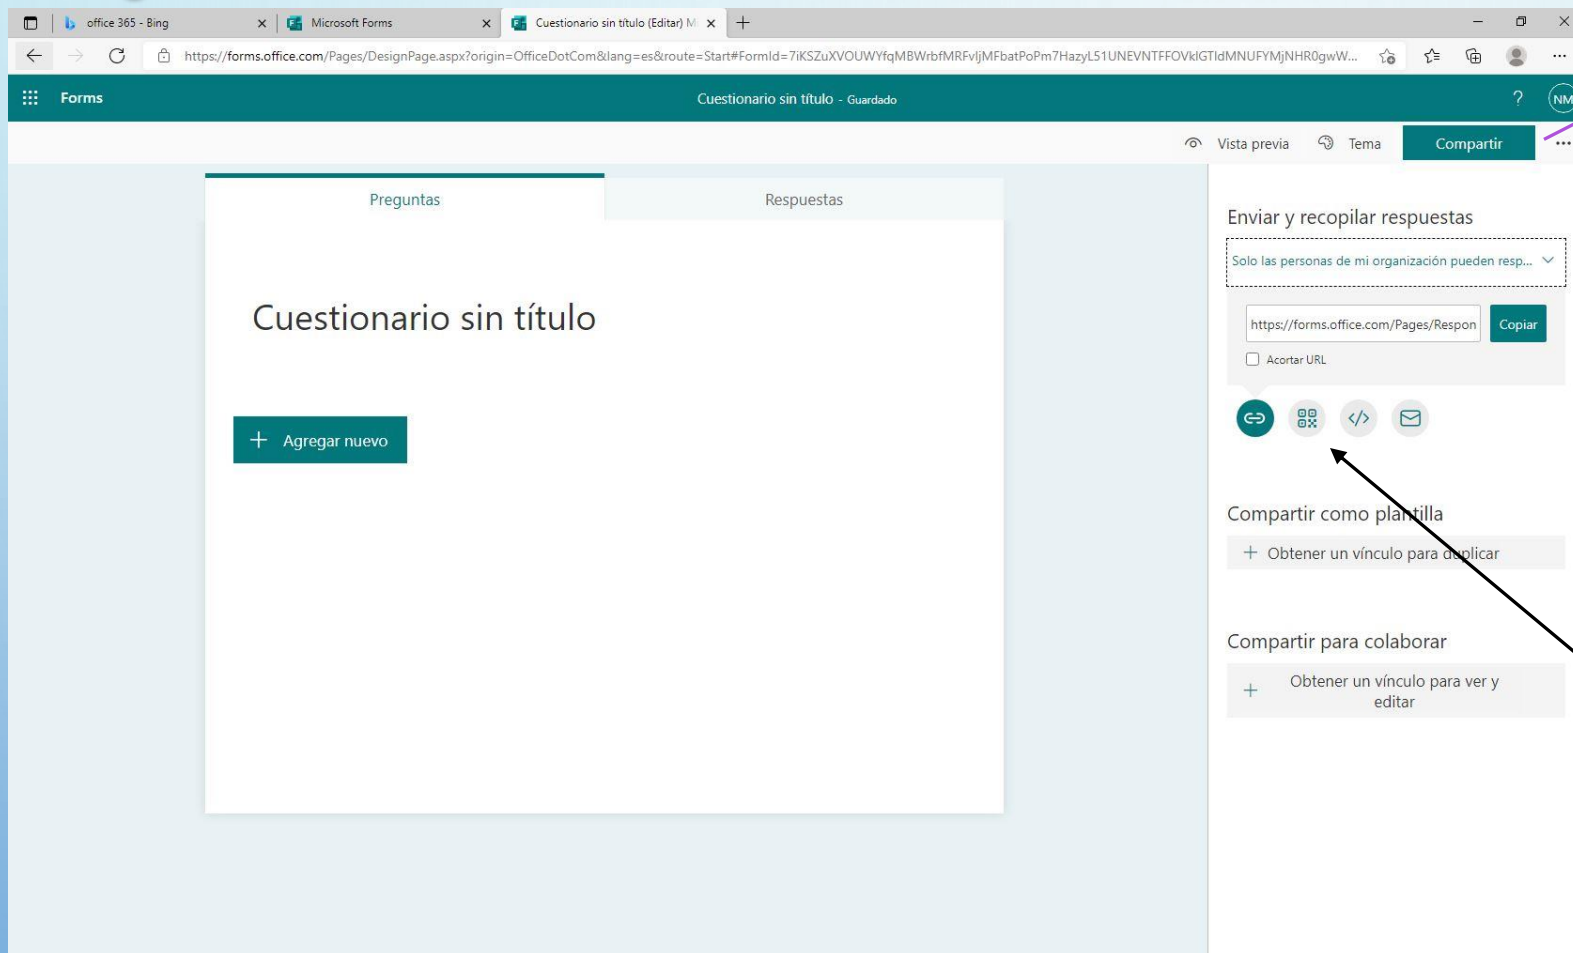 office 365 - Bing
Microsoft Forms
Cuestionario sin título (Editar) M
https://forms.office.com/Pages/DesignPage.aspx?origin=OfficeDotCom&lang=es&route=Start#FormId=7iKSZuXVOUWYfqMBWrbfMRFvljMFbatPoPm7HazyL51UNEVNTFFOVklGTldMNUFYMjNHR0gwW...
Forms
Cuestionario sin título - Guardado
?
NM
Vista previa
Tema
Compartir
Preguntas
Respuestas
Cuestionario sin título
Agregar nuevo
Enviar y recopilar respuestas
Solo las personas de mi organización pueden resp...
https://forms.office.com/Pages/Respon
Copiar
Acortar URL
Compartir como plantilla
+ Obtener un vínculo para duplicar
Compartir para colaborar
+ Obtener un vínculo para ver y
editar